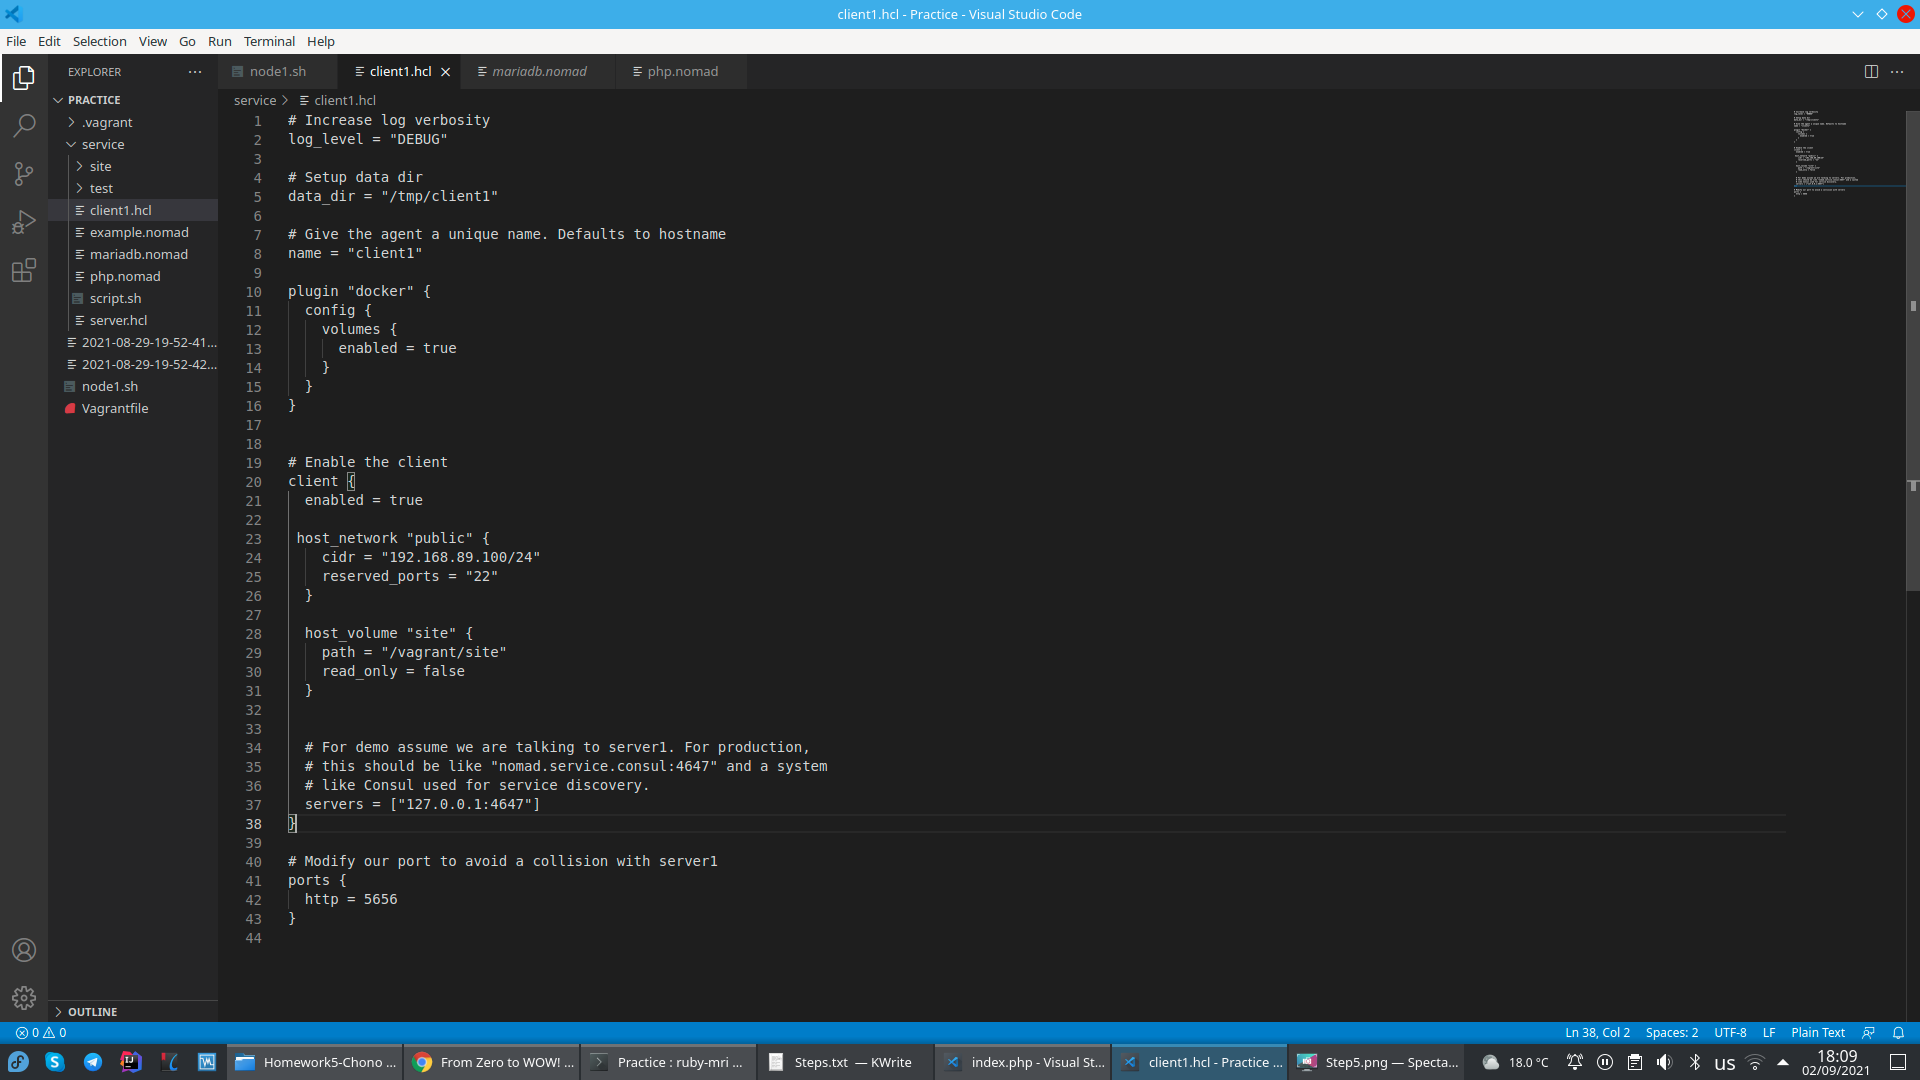 client1.hcl - Practice - Visual Studio Code
File Edit Selection View Go Run Terminal Help
EXPLORER
node1.sh
client1.hcl
mariadb.nomad
php.nomad
PRACTICE
.vagrant
service
site
test
client1.hcl
example.nomad
mariadb.nomad
php.nomad
script.sh
server.hcl
2021-08-29-19-52-41...
2021-08-29-19-52-42...
node1.sh
Vagrantfile
OUTLINE
service > client1.hcl
1 # Increase log verbosity
2 log_level = "DEBUG"
3
4 # Setup data dir
5 data_dir = "/tmp/client1"
6
7 # Give the agent a unique name. Defaults to hostname
8 name = "client1"
9
10 plugin "docker" {
11   config {
12     volumes {
13       enabled = true
14     }
15   }
16 }
17
18
19 # Enable the client
20 client {
21   enabled = true
22
23  host_network "public" {
24     cidr = "192.168.89.100/24"
25     reserved_ports = "22"
26   }
27
28   host_volume "site" {
29     path = "/vagrant/site"
30     read_only = false
31   }
32
33
34   # For demo assume we are talking to server1. For production,
35   # this should be like "nomad.service.consul:4647" and a system
36   # like Consul used for service discovery.
37   servers = ["127.0.0.1:4647"]
38 }
39
40 # Modify our port to avoid a collision with server1
41 ports {
42   http = 5656
43 }
44
0 0 Ln 38, Col 2 Spaces: 2 UTF-8 LF Plain Text
Homework5-Chono ...
From Zero to WOW! ...
Practice : ruby-mri ...
Steps.txt — KWrite
index.php - Visual St...
client1.hcl - Practice ...
Step5.png — Specta...
18.0 °C
us
18:09
02/09/2021